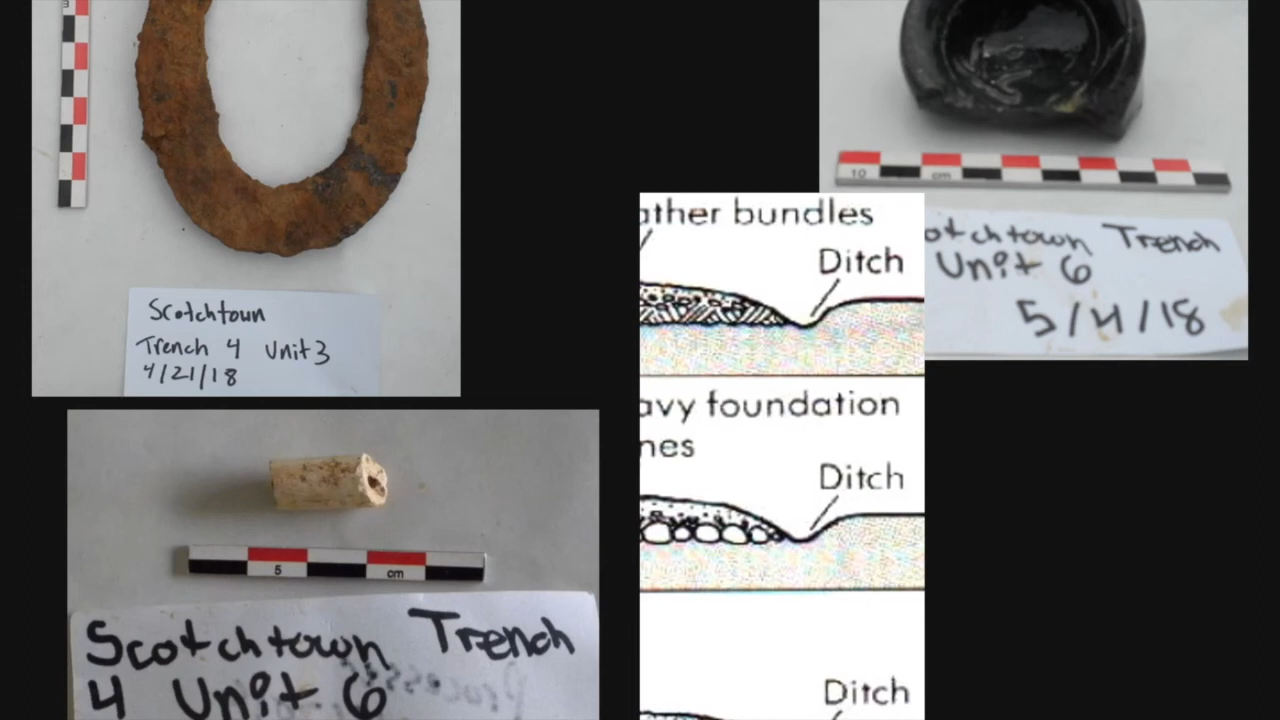 Scotchtown
Trench 4 Unit 3
4/21/18
10 cm
otchtown Trench
Unit 6
5/4/18
ather bundles
Ditch
avy foundation
nes
Ditch
Ditch
5 cm
Scotchtown Trench
4 Unit 6